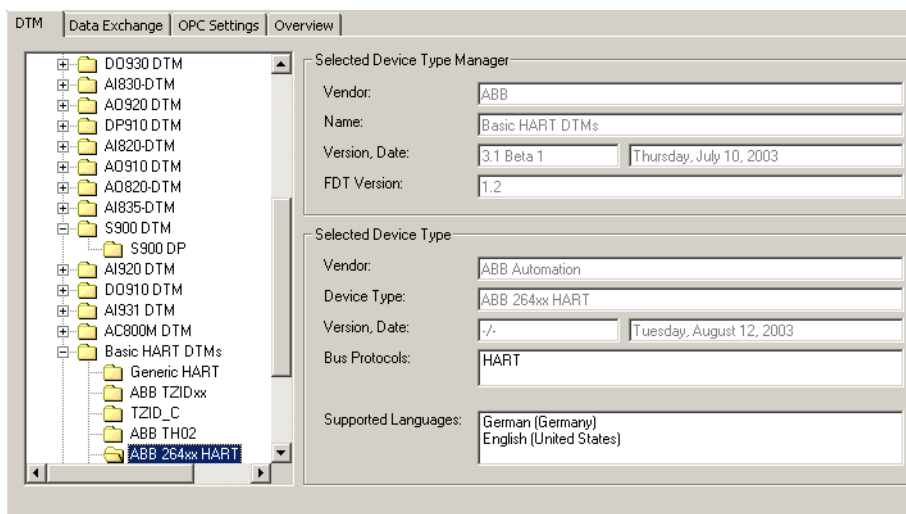 DTM Data Exchange OPC Settings Overview
DO930 DTM
AI830-DTM
AO920 DTM
DP910 DTM
AI820-DTM
AO910 DTM
AO820-DTM
AI835-DTM
S900 DTM
S900 DP
AI920 DTM
DO910 DTM
AI931 DTM
AC800M DTM
Basic HART DTMs
Generic HART
ABB TZIDxx
TZID_C
ABB TH02
ABB 264xx HART
Selected Device Type Manager
Vendor: ABB
Name: Basic HART DTMs
Version, Date: 3.1 Beta 1 Thursday, July 10, 2003
FDT Version: 1.2
Selected Device Type
Vendor: ABB Automation
Device Type: ABB 264xx HART
Version, Date: -/- Tuesday, August 12, 2003
Bus Protocols: HART
Supported Languages: German (Germany)
English (United States)